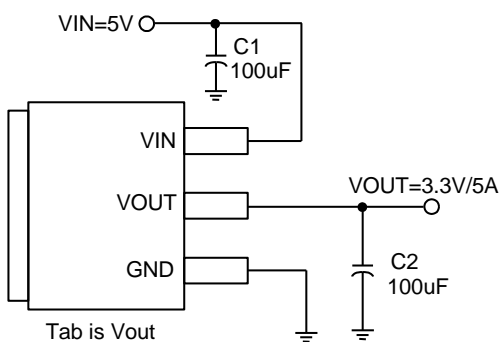 VIN=5V
C1
100uF
VIN
VOUT
VOUT=3.3V/5A
GND
C2
100uF
Tab is Vout